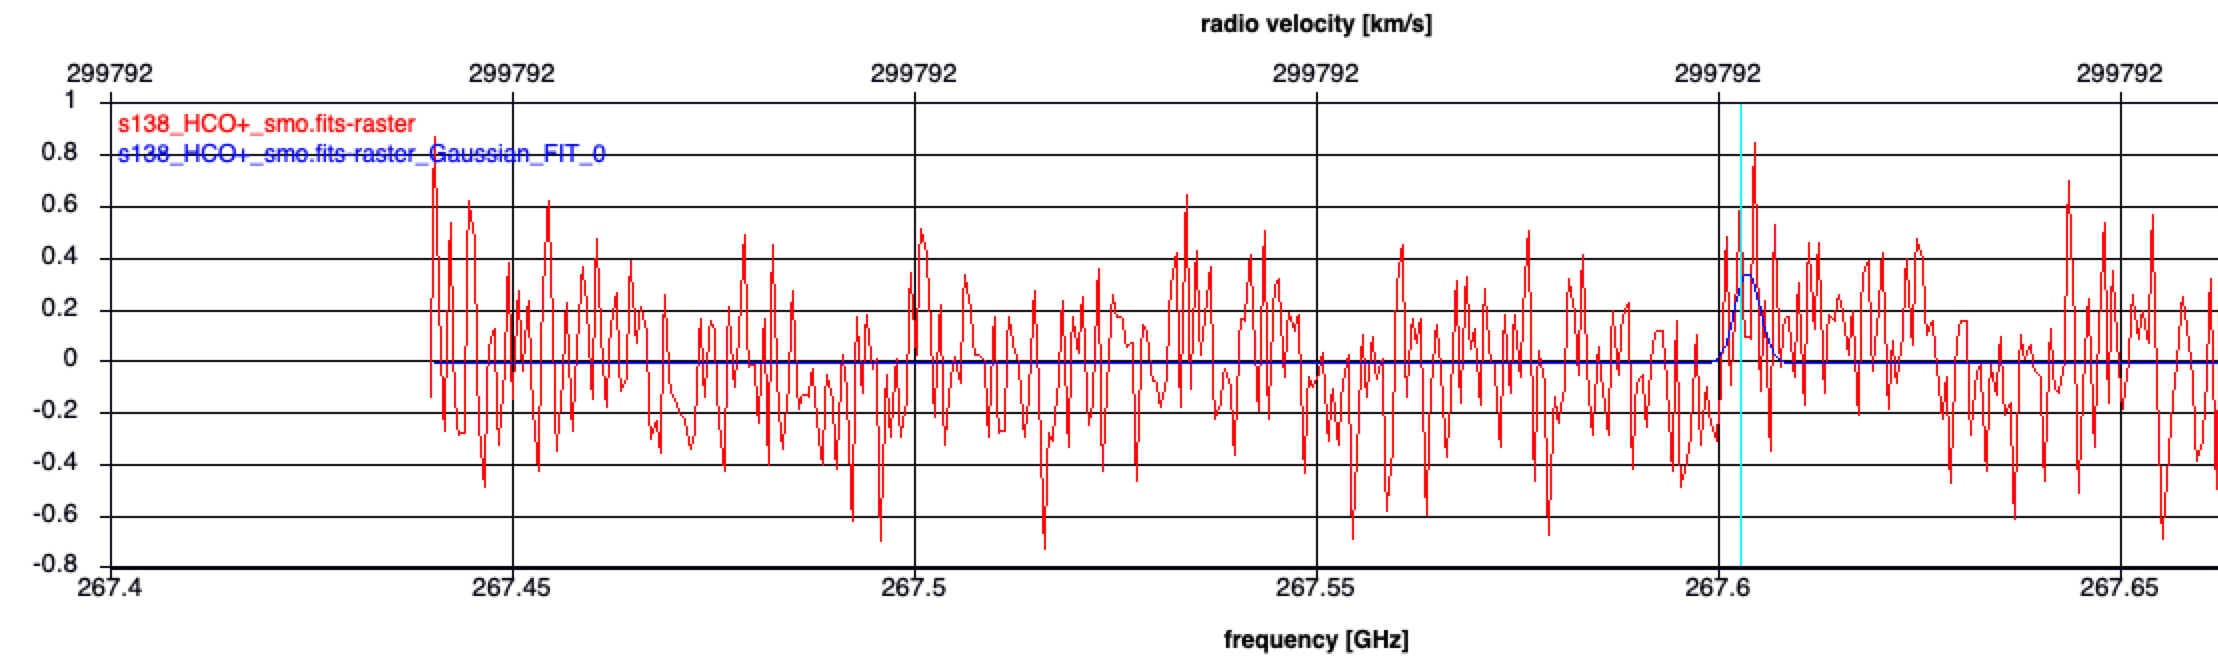 radio velocity [km/s]
299792 299792 299792 299792 299792 299792
1
s138_HCO+_smo.fits-raster
0.8
s138_HCO+_smo.fits-raster_Gaussian_FIT_0
0.6
0.4
0.2
0
-0.2
-0.4
-0.6
-0.8
267.4 267.45 267.5 267.55 267.6 267.65
frequency [GHz]